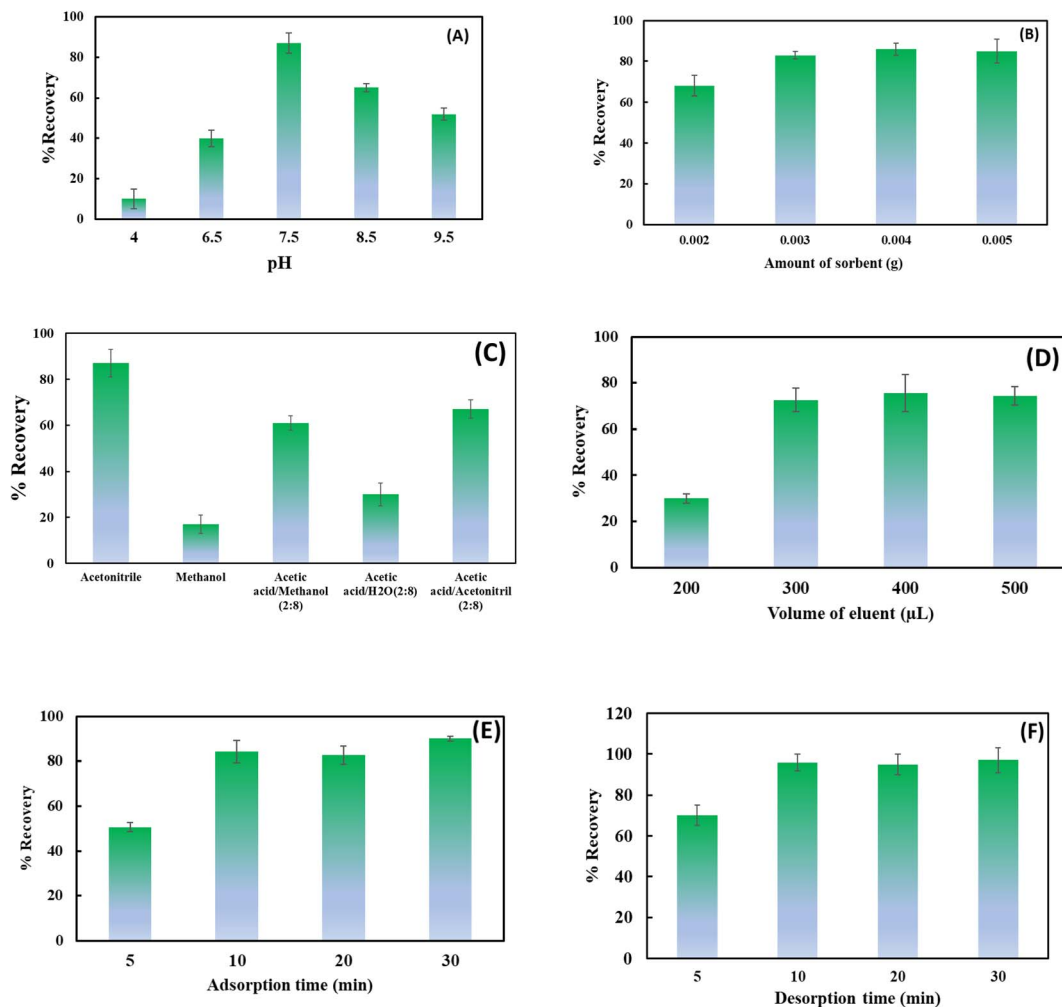 (A)
%Recovery
100
80
60
40
20
0
4 6.5 7.5 8.5 9.5
pH
(B)
% Recovery
100
80
60
40
20
0
0.002 0.003 0.004 0.005
Amount of sorbent (g)
(C)
% Recovery
100
80
60
40
20
0
Acetonitrile Methanol Acetic Acetic Acetic
acid/Methanol acid/H2O(2:8) acid/Acetonitril
(2:8) (2:8)
(D)
% Recovery
100
80
60
40
20
0
200 300 400 500
Volume of eluent (µL)
(E)
% Recovery
100
80
60
40
20
0
5 10 20 30
Adsorption time (min)
(F)
% Recovery
120
100
80
60
40
20
0
5 10 20 30
Desorption time (min)